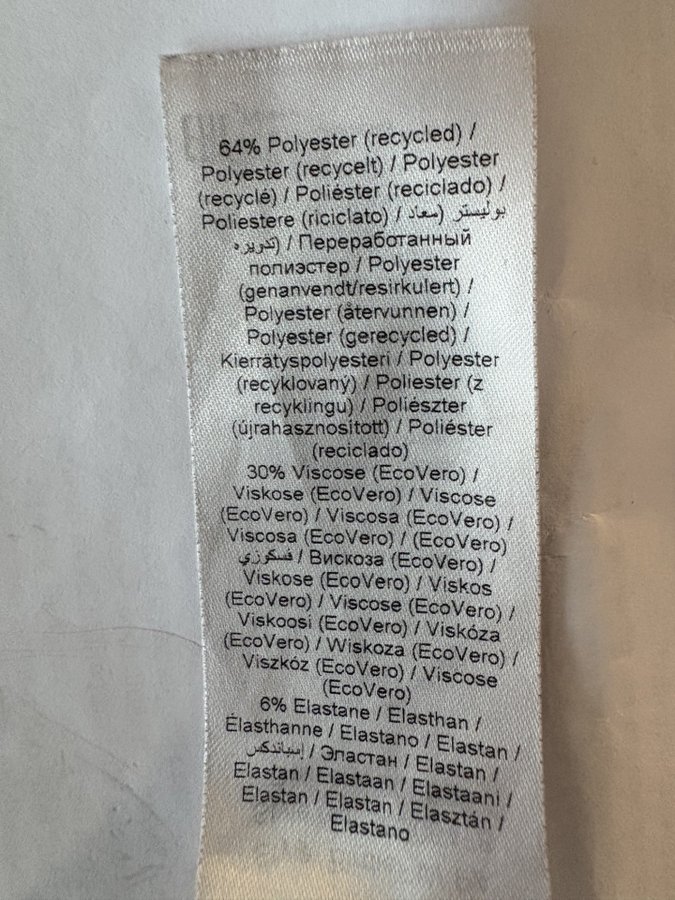 64% Polyester (recycled) /
Polyester (recycelt) / Polyester
(recyclé) / Poliéster (reciclado) /
Poliestere (riciclato) / بوليستر (معاد
تدويره) / Переработанный
полиэстер / Polyester
(genanvendt/resirkulert) /
Polyester (återvunnen) /
Polyester (gerecycled) /
Kierrätyspolyesteri / Polyester
(recyklovaný) / Poliester (z
recyklingu) / Poliészter
(újrahasznosított) / Poliéster
(reciclado)
30% Viscose (EcoVero) /
Viskose (EcoVero) / Viscose
(EcoVero) / Viscosa (EcoVero) /
Viscosa (EcoVero) / (EcoVero)
فسكوزي / Вискоза (EcoVero) /
Viskose (EcoVero) / Viskos
(EcoVero) / Viscose (EcoVero) /
Viskoosi (EcoVero) / Viskóza
(EcoVero) / Wiskoza (EcoVero) /
Viszkóz (EcoVero) / Viscose
(EcoVero)
6% Elastane / Elasthan /
Élasthanne / Elastano / Elastan /
إسباندكس / Эластан / Elastan /
Elastan / Elastaan / Elastaani /
Elastan / Elastan / Elasztán /
Elastano